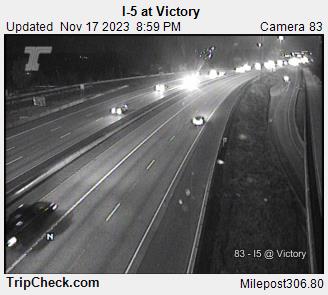 I-5 at Victory
Updated Nov 17 2023 8:59 PM Camera 83
T
N
83 - I5 @ Victory
TripCheck.com Milepost306.80